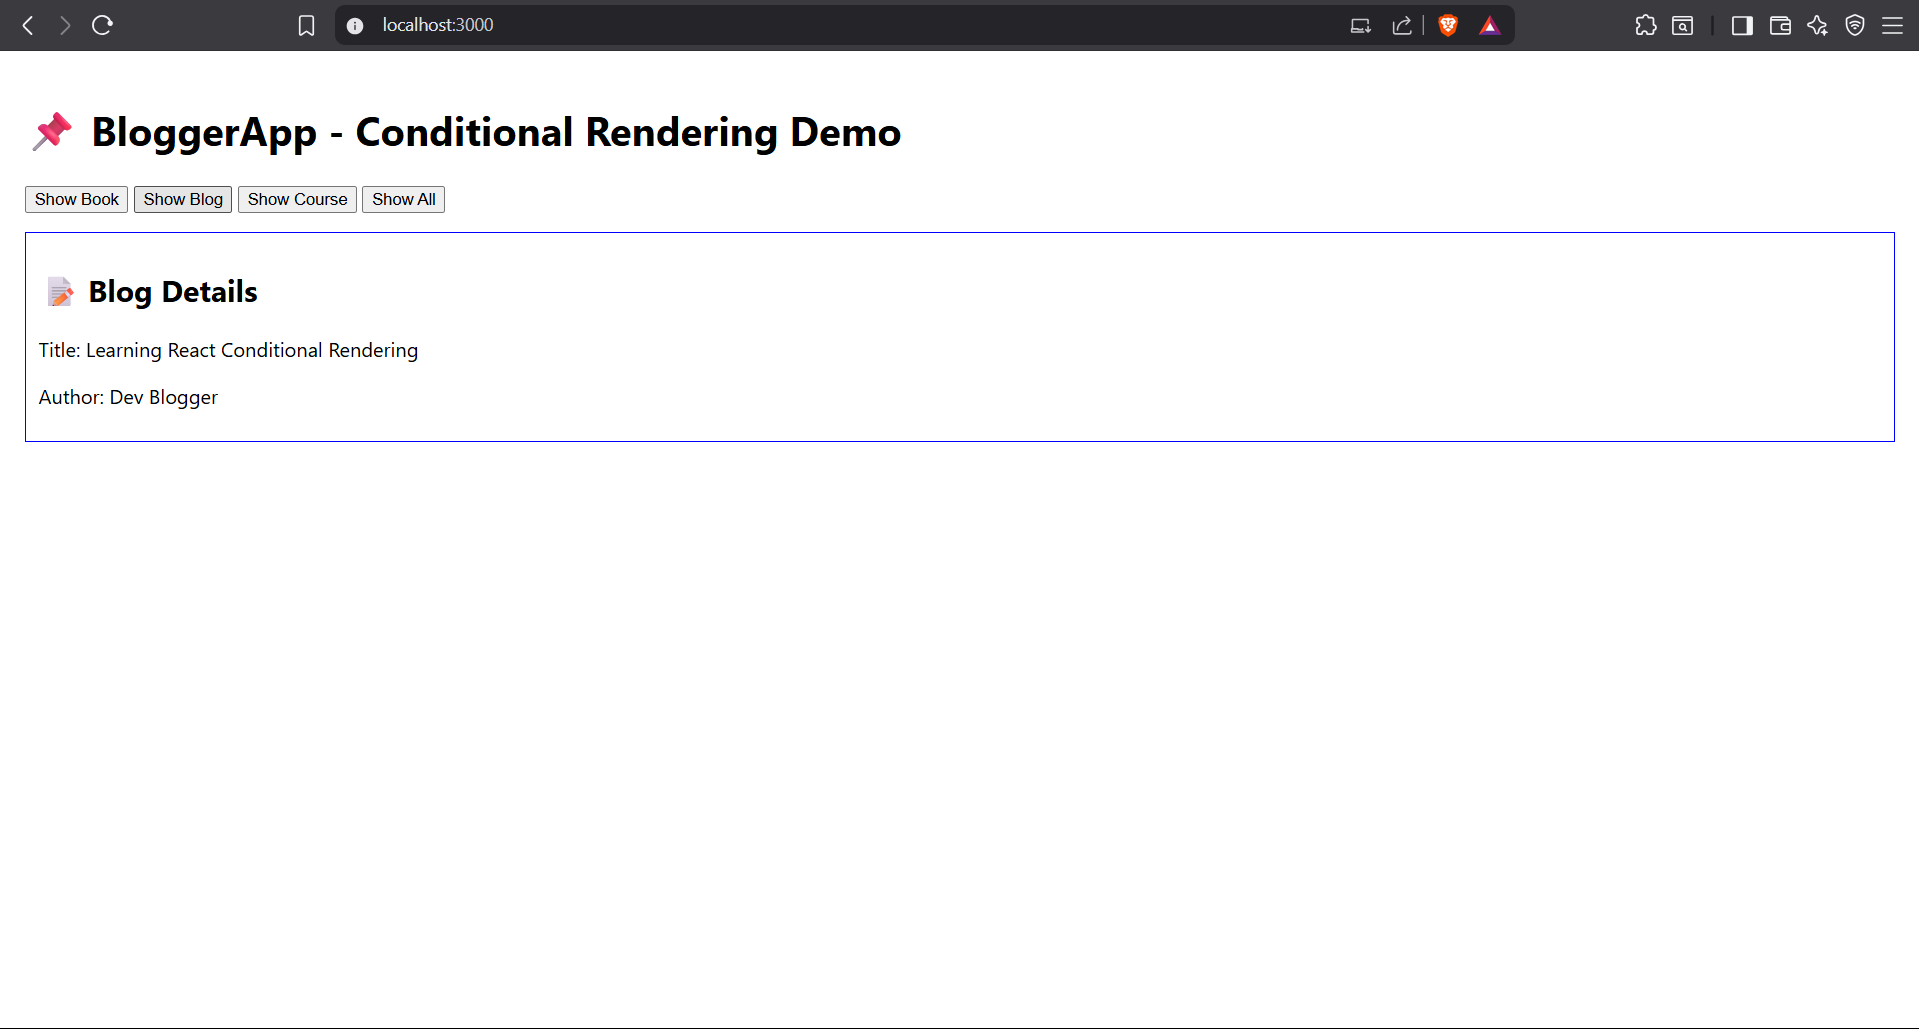 localhost:3000
📌 BloggerApp - Conditional Rendering Demo
Show Book Show Blog Show Course Show All
📝 Blog Details
Title: Learning React Conditional Rendering
Author: Dev Blogger